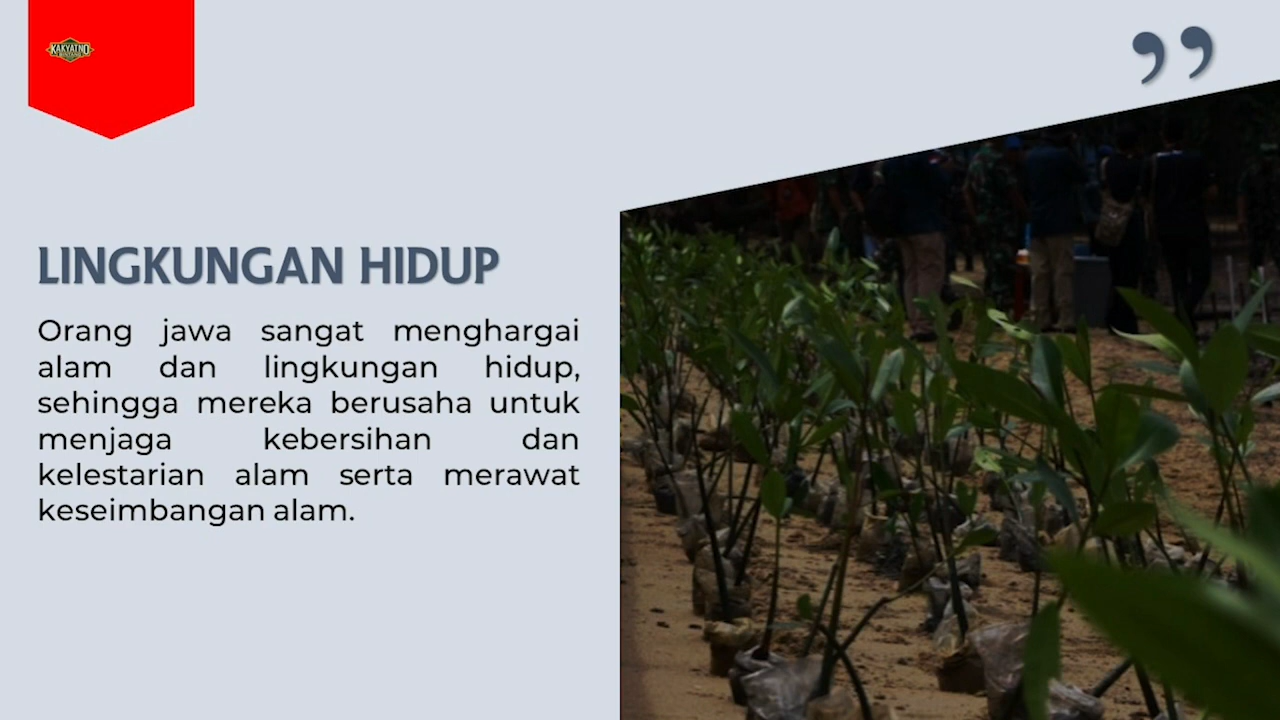 KAKYATNO
”
LINGKUNGAN HIDUP
Orang jawa sangat menghargai
alam dan lingkungan hidup,
sehingga mereka berusaha untuk
menjaga kebersihan dan
kelestarian alam serta merawat
keseimbangan alam.